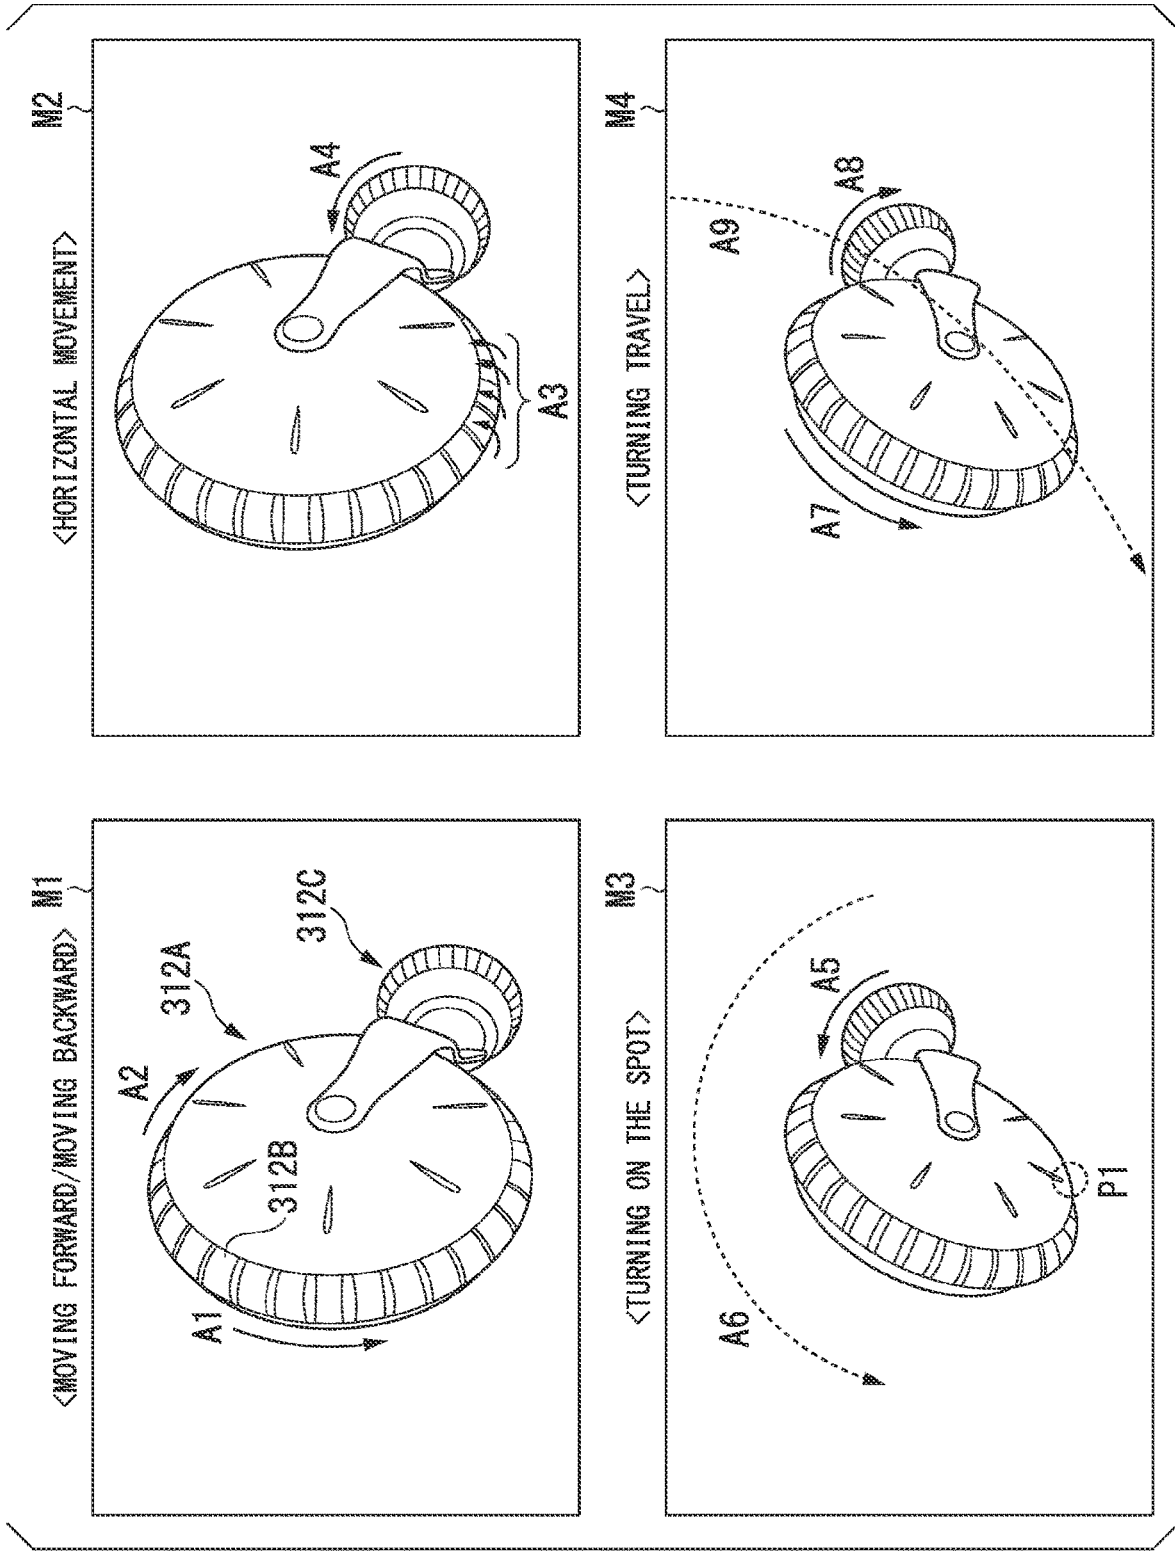 <MOVING FORWARD/MOVING BACKWARD>
M1
A2
312A
A1
312B
312C
<HORIZONTAL MOVEMENT>
M2
A4
A3
<TURNING ON THE SPOT>
M3
A6
A5
P1
<TURNING TRAVEL>
M4
A9
A7
A8